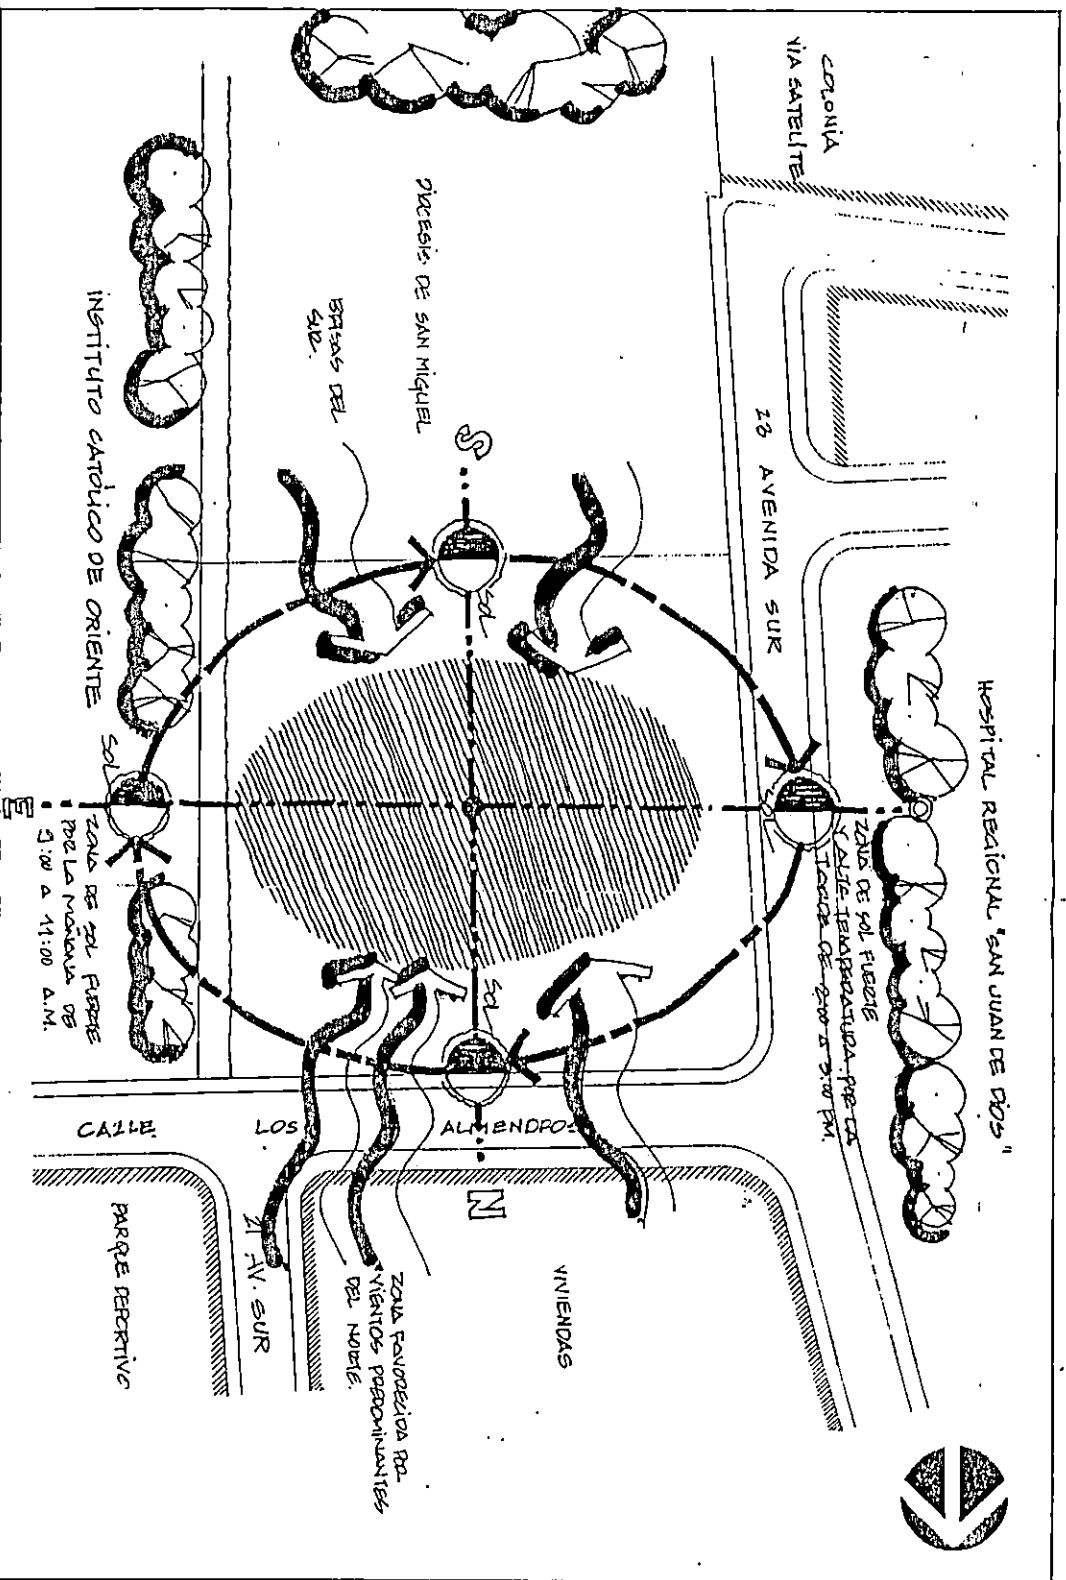 COLONIA
VIA SATELITE
HOSPITAL REGIONAL "SAN JUAN DE DIOS"
23 AVENIDA SUR
ZONA DE SOL FUERTE
Y ALTA TEMPERATURA POR LA
TARDE DE 2:00 A 3:00 P.M.
DIOCESIS DE SAN MIGUEL
BRISAS DEL
SUR.
S
SOL
SOL
N
ALMENDROS
LOS
CALLE
VIVIENDAS
ZONA FAVORECIDA POR
VIENTOS PREDOMINANTES
DEL NORTE.
21 AV. SUR
PARQUE DEPORTIVO
INSTITUTO CATOLICO DE ORIENTE
SOL
E
ZONA DE SOL FUERTE
POR LA MAÑANA DE
9:00 A 11:00 A.M.